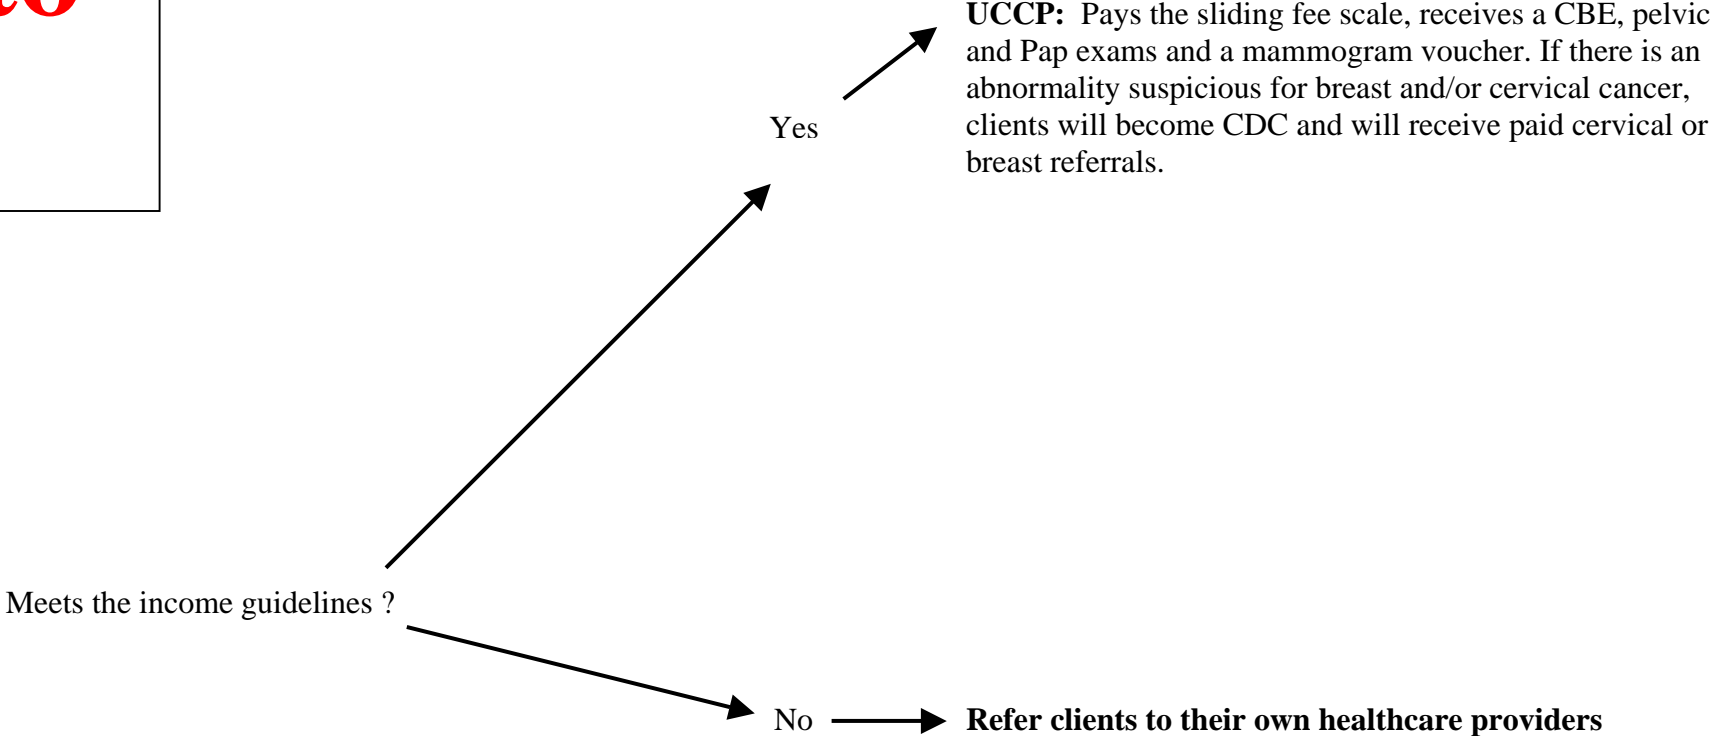 UCCP: Pays the sliding fee scale, receives a CBE, pelvic
and Pap exams and a mammogram voucher. If there is an
abnormality suspicious for breast and/or cervical cancer,
clients will become CDC and will receive paid cervical or
breast referrals.
Yes
Meets the income guidelines ?
No
Refer clients to their own healthcare providers